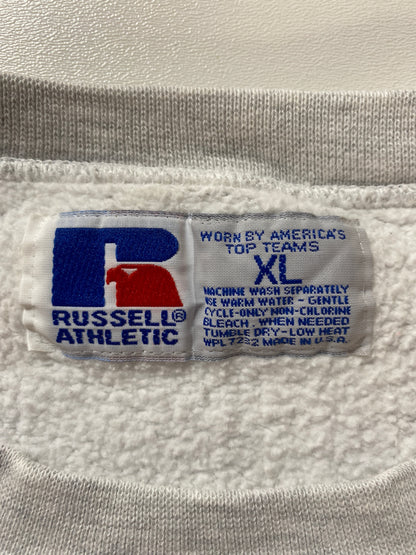 RUSSELL®
ATHLETIC
WORN BY AMERICA'S
TOP TEAMS
XL
MACHINE WASH SEPARATELY
USE WARM WATER - GENTLE
CYCLE-ONLY NON-CHLORINE
BLEACH. WHEN NEEDED
TUMBLE DRY-LOW HEAT
WPL 7232 MADE IN U.S.A.